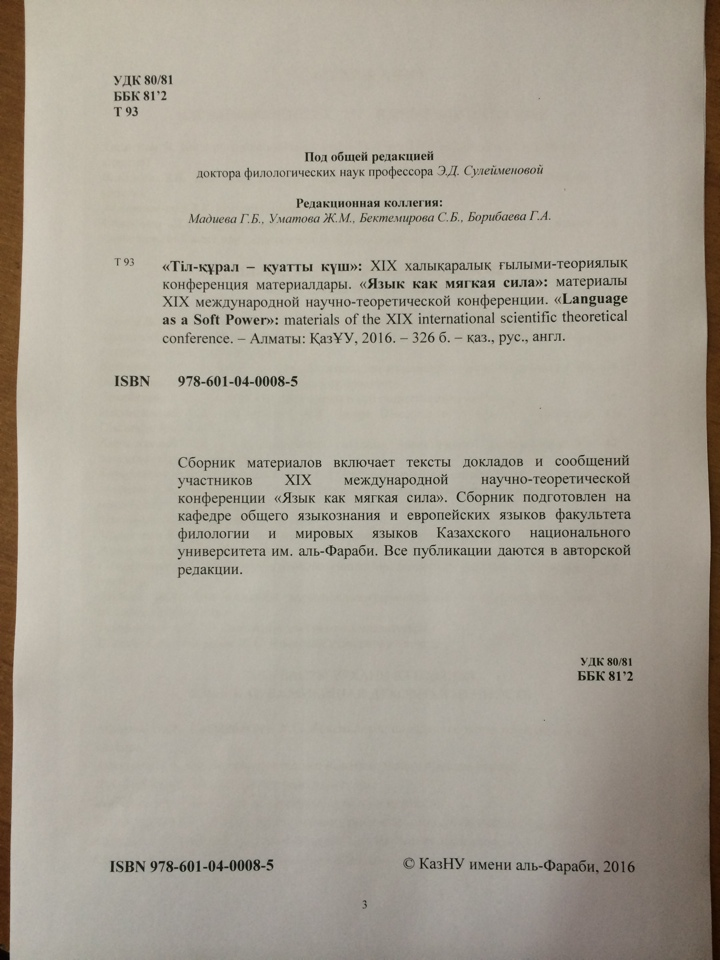 УДК 80/81
ББК 81’2
Т 93
Под общей редакцией
доктора филологических наук профессора Э.Д. Сулейменовой
Редакционная коллегия:
Мадиева Г.Б., Уматова Ж.М., Бектемирова С.Б., Борибаева Г.А.
Т 93
«Тіл-құрал – қуатты күш»: XIX халықаралық ғылыми-теориялық
конференция материалдары. «Язык как мягкая сила»: материалы
XIX международной научно-теоретической конференции. «Language
as a Soft Power»: materials of the XIX international scientific theoretical
conference. – Алматы: ҚазҰУ, 2016. – 326 б. – қаз., рус., англ.
ISBN 978-601-04-0008-5
Сборник материалов включает тексты докладов и сообщений
участников XIX международной научно-теоретической
конференции «Язык как мягкая сила». Сборник подготовлен на
кафедре общего языкознания и европейских языков факультета
филологии и мировых языков Казахского национального
университета им. аль-Фараби. Все публикации даются в авторской
редакции.
УДК 80/81
ББК 81’2
ISBN 978-601-04-0008-5 © КазНУ имени аль-Фараби, 2016
3